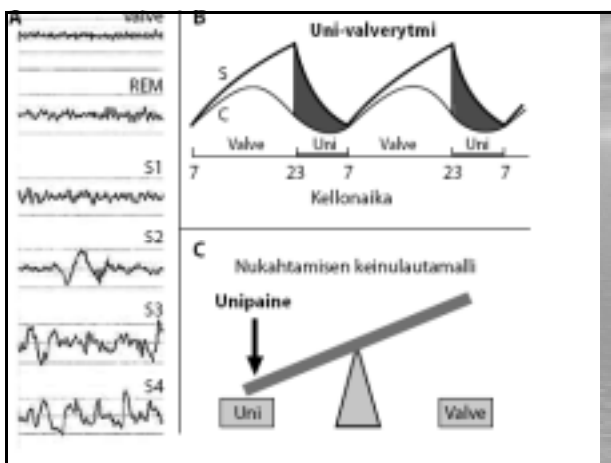 A
Valve
REM
S1
S2
S3
S4
B
Uni-valverytmi
S
C
Valve Uni Valve Uni
7 23 7 23 7
Kellonaika
C
Nukahtamisen keinulautamalli
Unipaine
Uni Valve